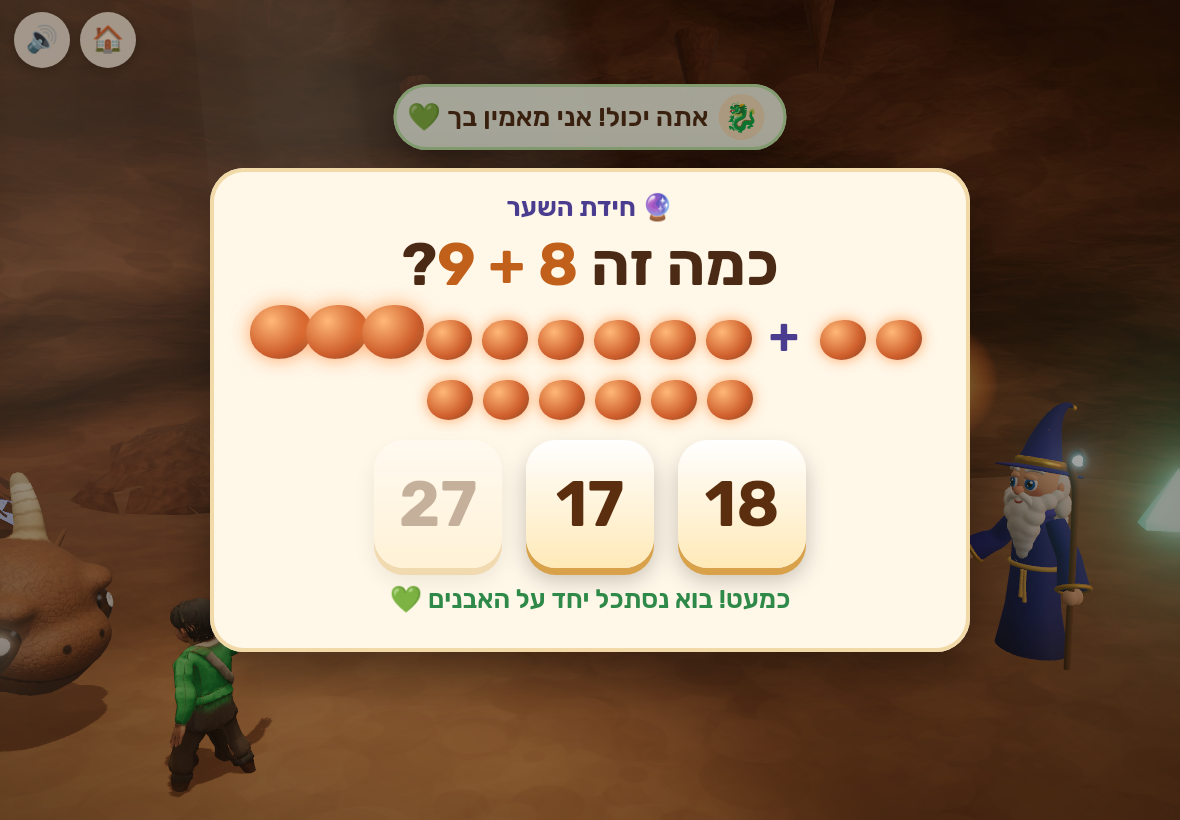 אתה יכול! אני מאמין בך 💚
🔮 חידת השער
כמה זה 8 + 9?
+
27 17 18
כמעט! בוא נסתכל יחד על האבנים 💚